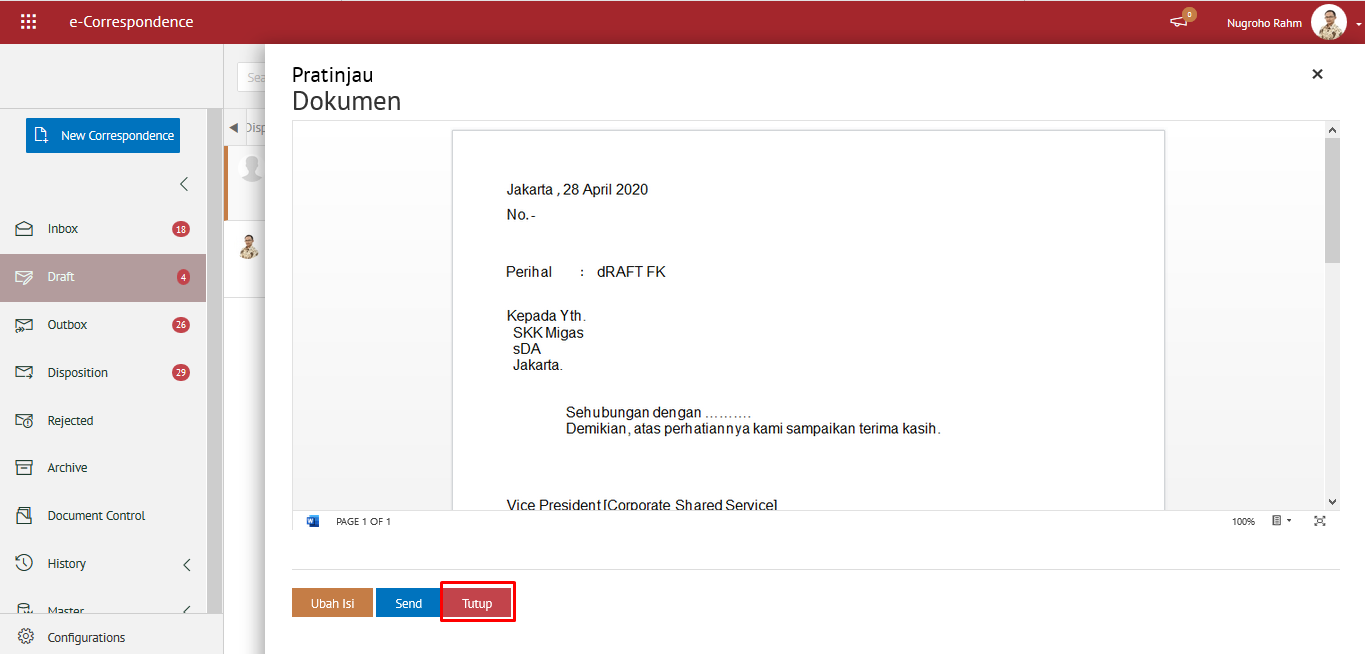 e-Correspondence
0
Nugroho Rahm
New Correspondence
Inbox 18
Draft 4
Outbox 26
Disposition 29
Rejected
Archive
Document Control
History
Master
Configurations
Sea
Disp
Pratinjau
Dokumen
Jakarta , 28 April 2020
No.-
Perihal : dRAFT FK
Kepada Yth.
SKK Migas
sDA
Jakarta.
Sehubungan dengan ……….
Demikian, atas perhatiannya kami sampaikan terima kasih.
Vice President [Corporate Shared Service]
PAGE 1 OF 1
100%
Ubah Isi
Send
Tutup